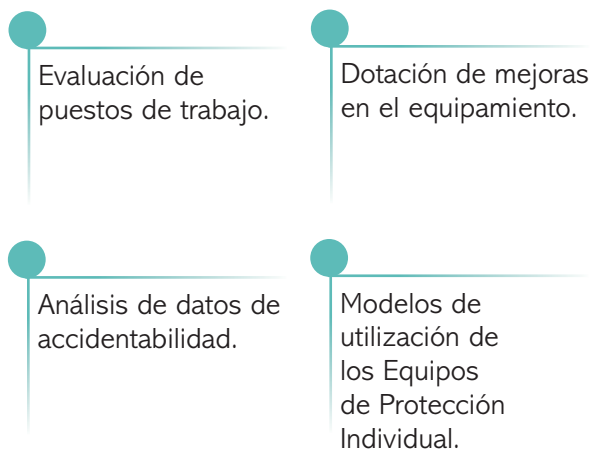 Evaluación de
puestos de trabajo.
Dotación de mejoras
en el equipamiento.
Análisis de datos de
accidentabilidad.
Modelos de
utilización de
los Equipos
de Protección
Individual.